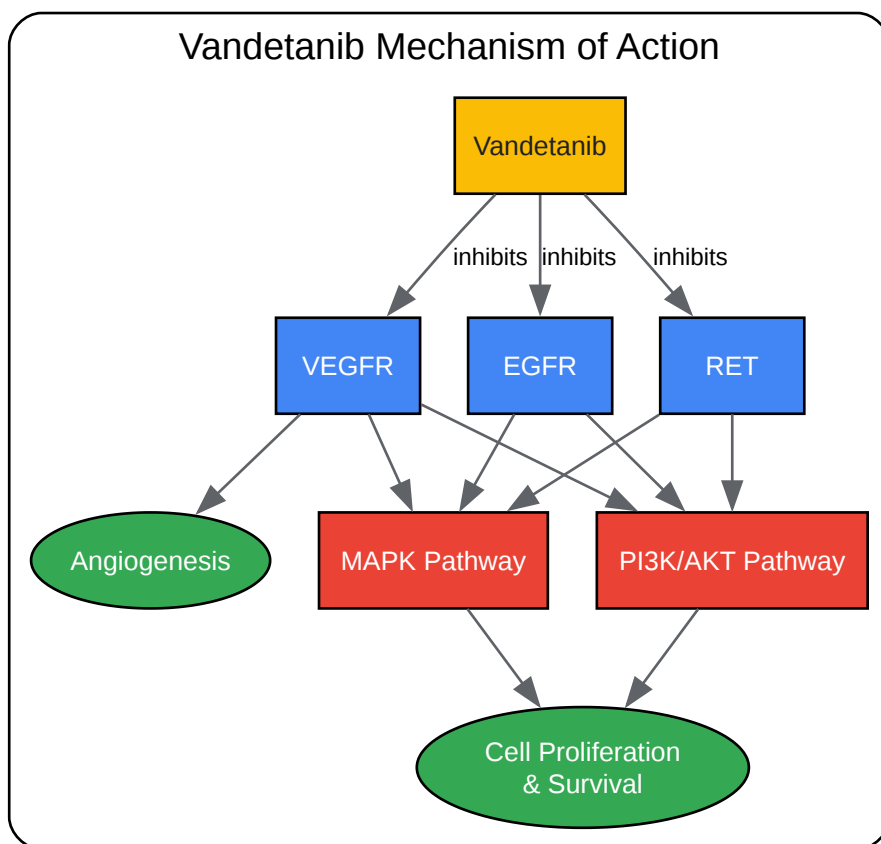 Vandetanib Mechanism of Action
Vandetanib
inhibits
inhibits
inhibits
VEGFR
EGFR
RET
Angiogenesis
MAPK Pathway
PI3K/AKT Pathway
Cell Proliferation
& Survival